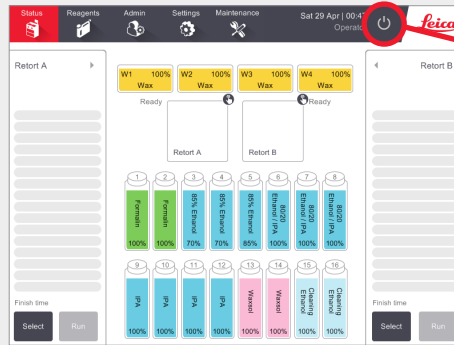 Status Reagents Admin Settings Maintenance Sat 29 Apr | 00:47
Operator
Leica
Retort A
Retort B
W1 100% W2 100% W3 100% W4 100%
Wax Wax Wax Wax
Ready Ready
Retort A Retort B
1 2 3 4 5 6 7 8
Formalin Formalin 85% Ethanol 85% Ethanol 85% Ethanol 80/20 Ethanol / IPA 80/20 Ethanol / IPA 80/20 Ethanol / IPA
100% 100% 70% 70% 85% 100% 100% 100%
9 10 11 12 13 14 15 16
IPA IPA IPA IPA Waxsol Waxsol Cleaning Ethanol Cleaning Ethanol
100% 100% 100% 100% 100% 100% 100% 100%
Finish time Finish time
Select Run Select Run